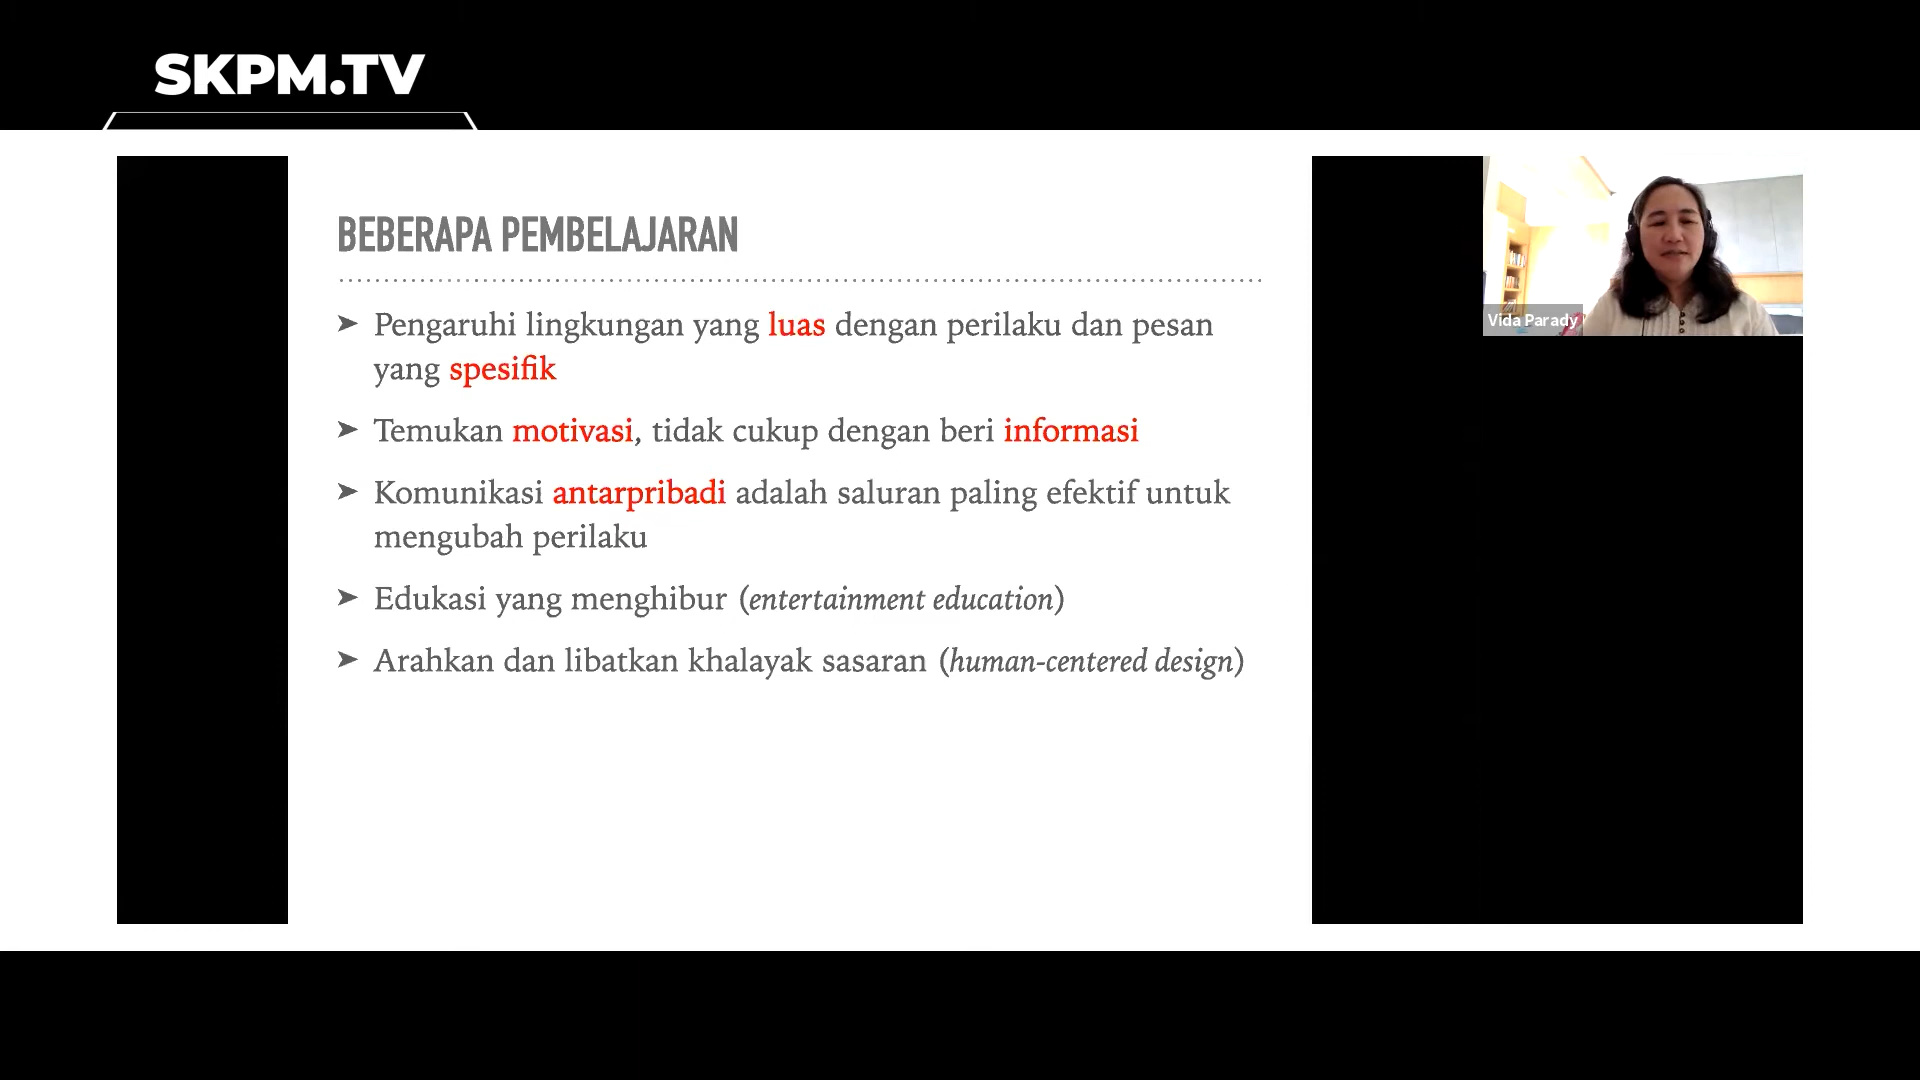 SKPM.TV
BEBERAPA PEMBELAJARAN
➤ Pengaruhi lingkungan yang luas dengan perilaku dan pesan
yang spesifik
➤ Temukan motivasi, tidak cukup dengan beri informasi
➤ Komunikasi antarpribadi adalah saluran paling efektif untuk
mengubah perilaku
➤ Edukasi yang menghibur (entertainment education)
➤ Arahkan dan libatkan khalayak sasaran (human-centered design)
Vida Parady